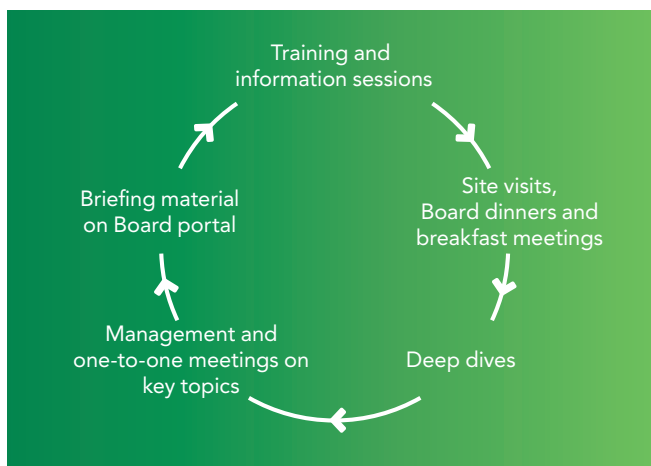 Training and
information sessions
Site visits,
Board dinners and
breakfast meetings
Deep dives
Management and
one-to-one meetings on
key topics
Briefing material
on Board portal